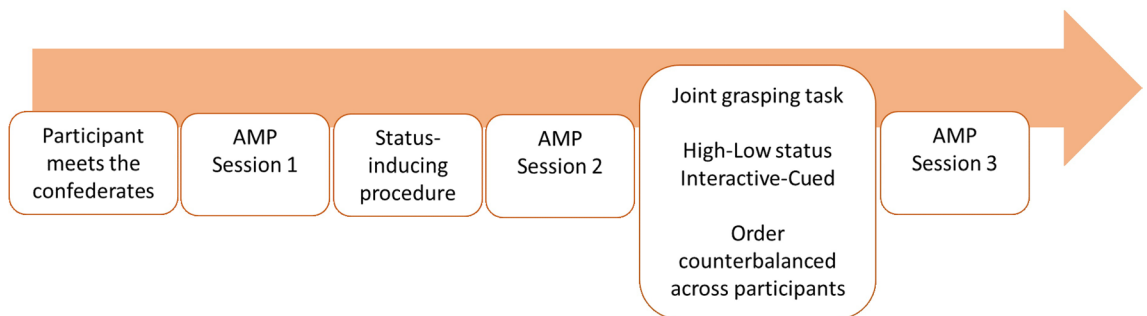 Participant
meets the
confederates
AMP
Session 1
Status-
inducing
procedure
AMP
Session 2
Joint grasping task
High-Low status
Interactive-Cued
Order
counterbalanced
across participants
AMP
Session 3